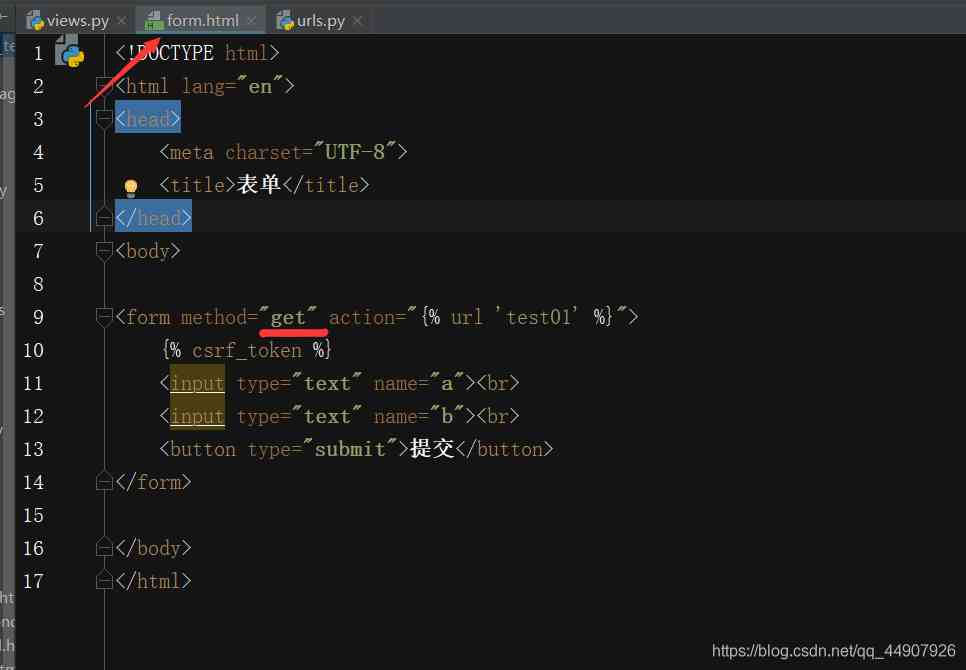 views.py form.html urls.py
1 <!DOCTYPE html>
2 <html lang="en">
3 <head>
4 <meta charset="UTF-8">
5 <title>表单</title>
6 </head>
7 <body>
8
9 <form method="get" action="{% url 'test01' %}">
10 {% csrf_token %}
11 <input type="text" name="a"><br>
12 <input type="text" name="b"><br>
13 <button type="submit">提交</button>
14 </form>
15
16 </body>
17 </html>
https://blog.csdn.net/qq_44907926